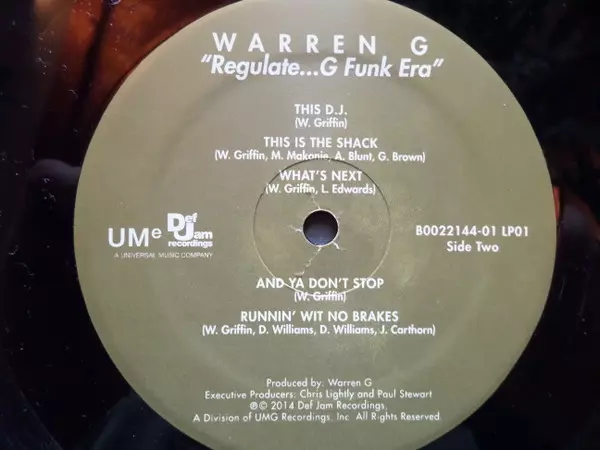 WARREN G
"Regulate...G Funk Era"
THIS D.J.
(W. Griffin)
THIS IS THE SHACK
(W. Griffin, M. Makonie, A. Blunt, G. Brown)
WHAT'S NEXT
(W. Griffin, L. Edwards)
UMe
A UNIVERSAL MUSIC COMPANY
Def
Jam
recordings
B0022144-01 LP01
Side Two
AND YA DON'T STOP
(W. Griffin)
RUNNIN' WIT NO BRAKES
(W. Griffin, D. Williams, D. Williams, J. Carthorn)
Produced by: Warren G
Executive Producers: Chris Lightly and Paul Stewart
℗© 2014 Def Jam Recordings.
A Division of UMG Recordings, Inc. All Rights Reserved.